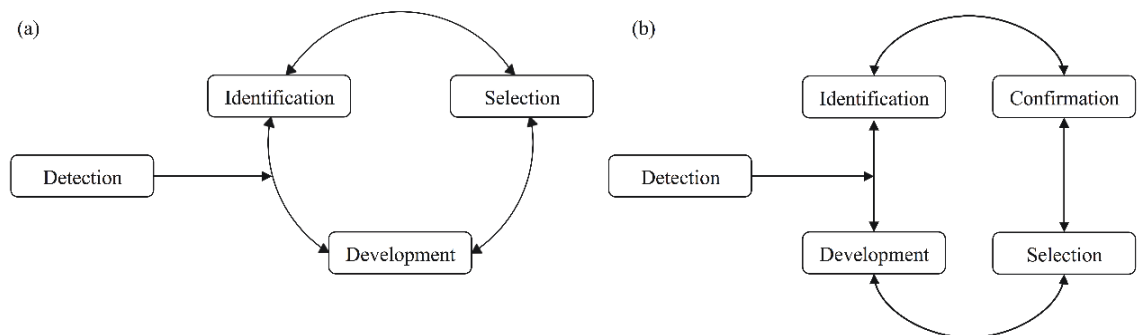 (a)
Identification
Selection
Detection
Development
(b)
Identification
Confirmation
Detection
Development
Selection